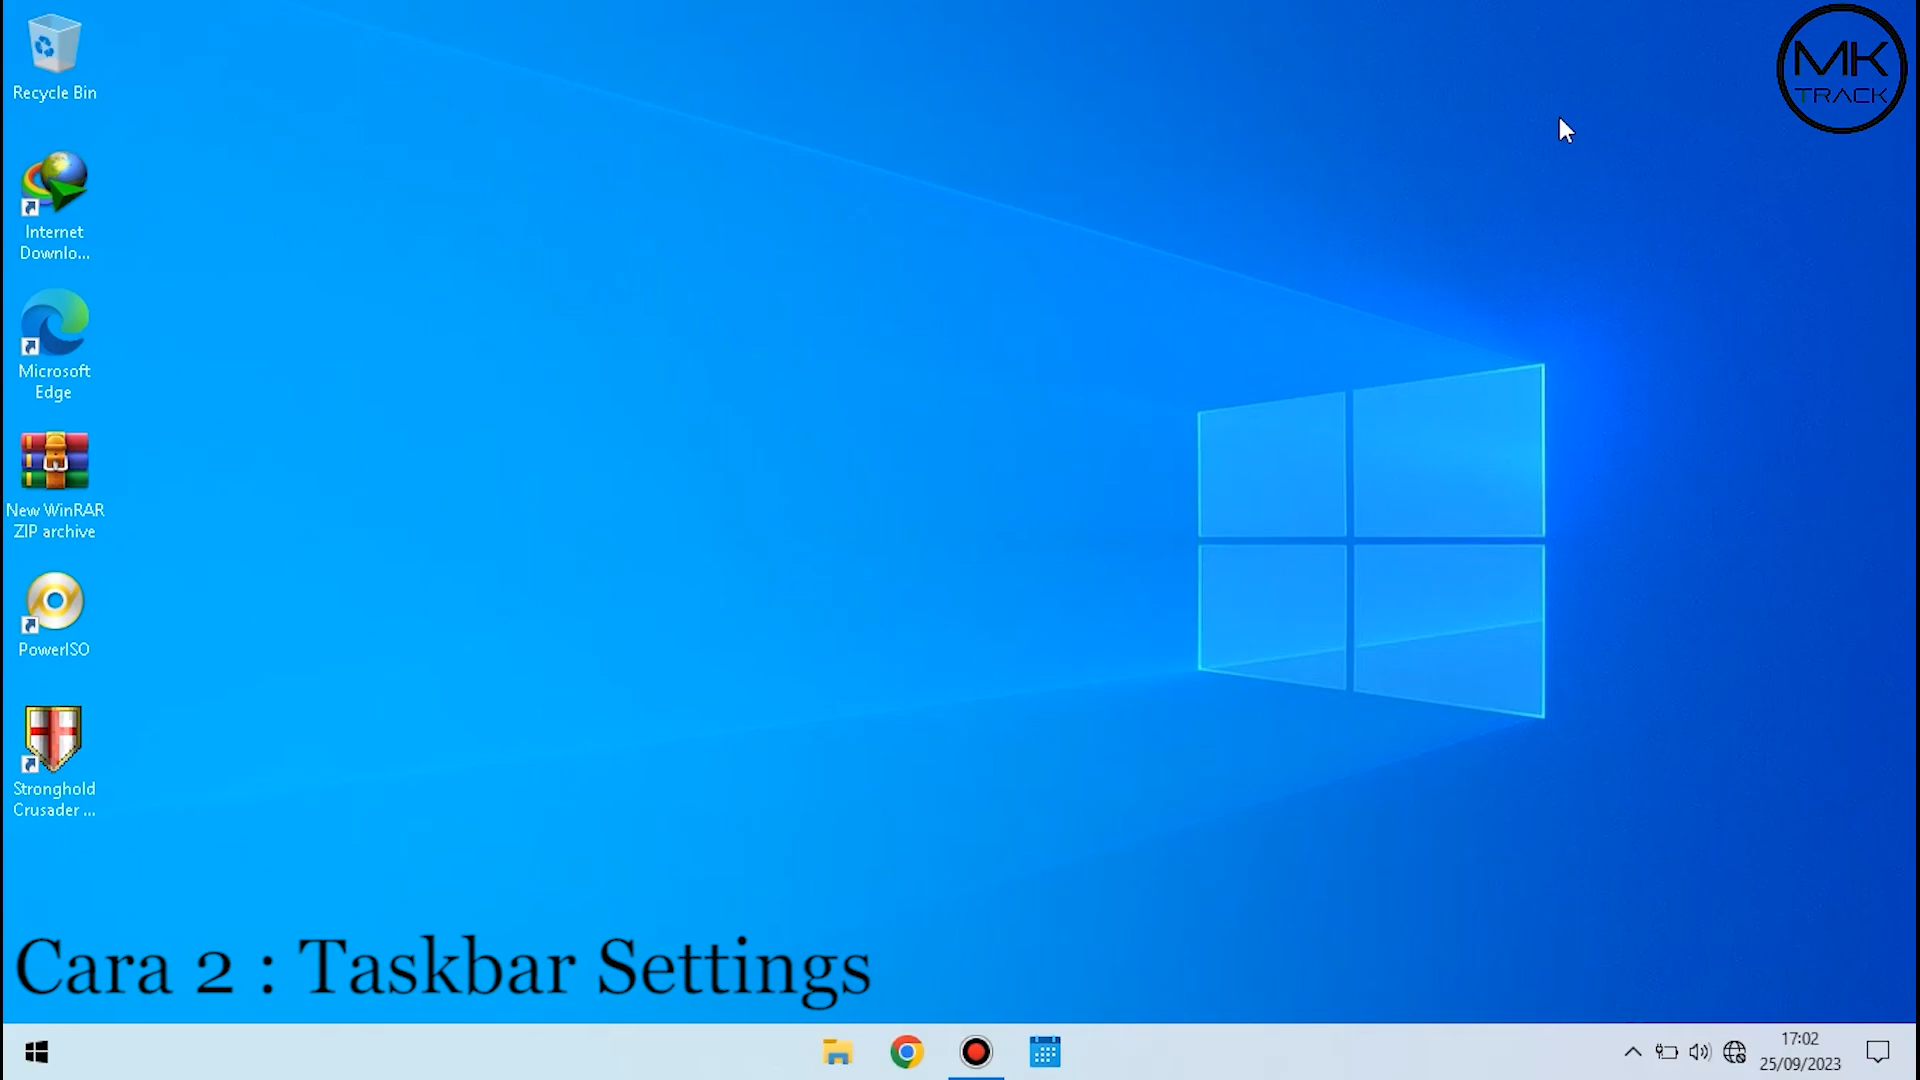 MK
TRACK
Recycle Bin
Internet
Downlo...
Microsoft
Edge
New WinRAR
ZIP archive
PowerISO
Stronghold
Crusader ...
Cara 2 : Taskbar Settings
17:02
25/09/2023